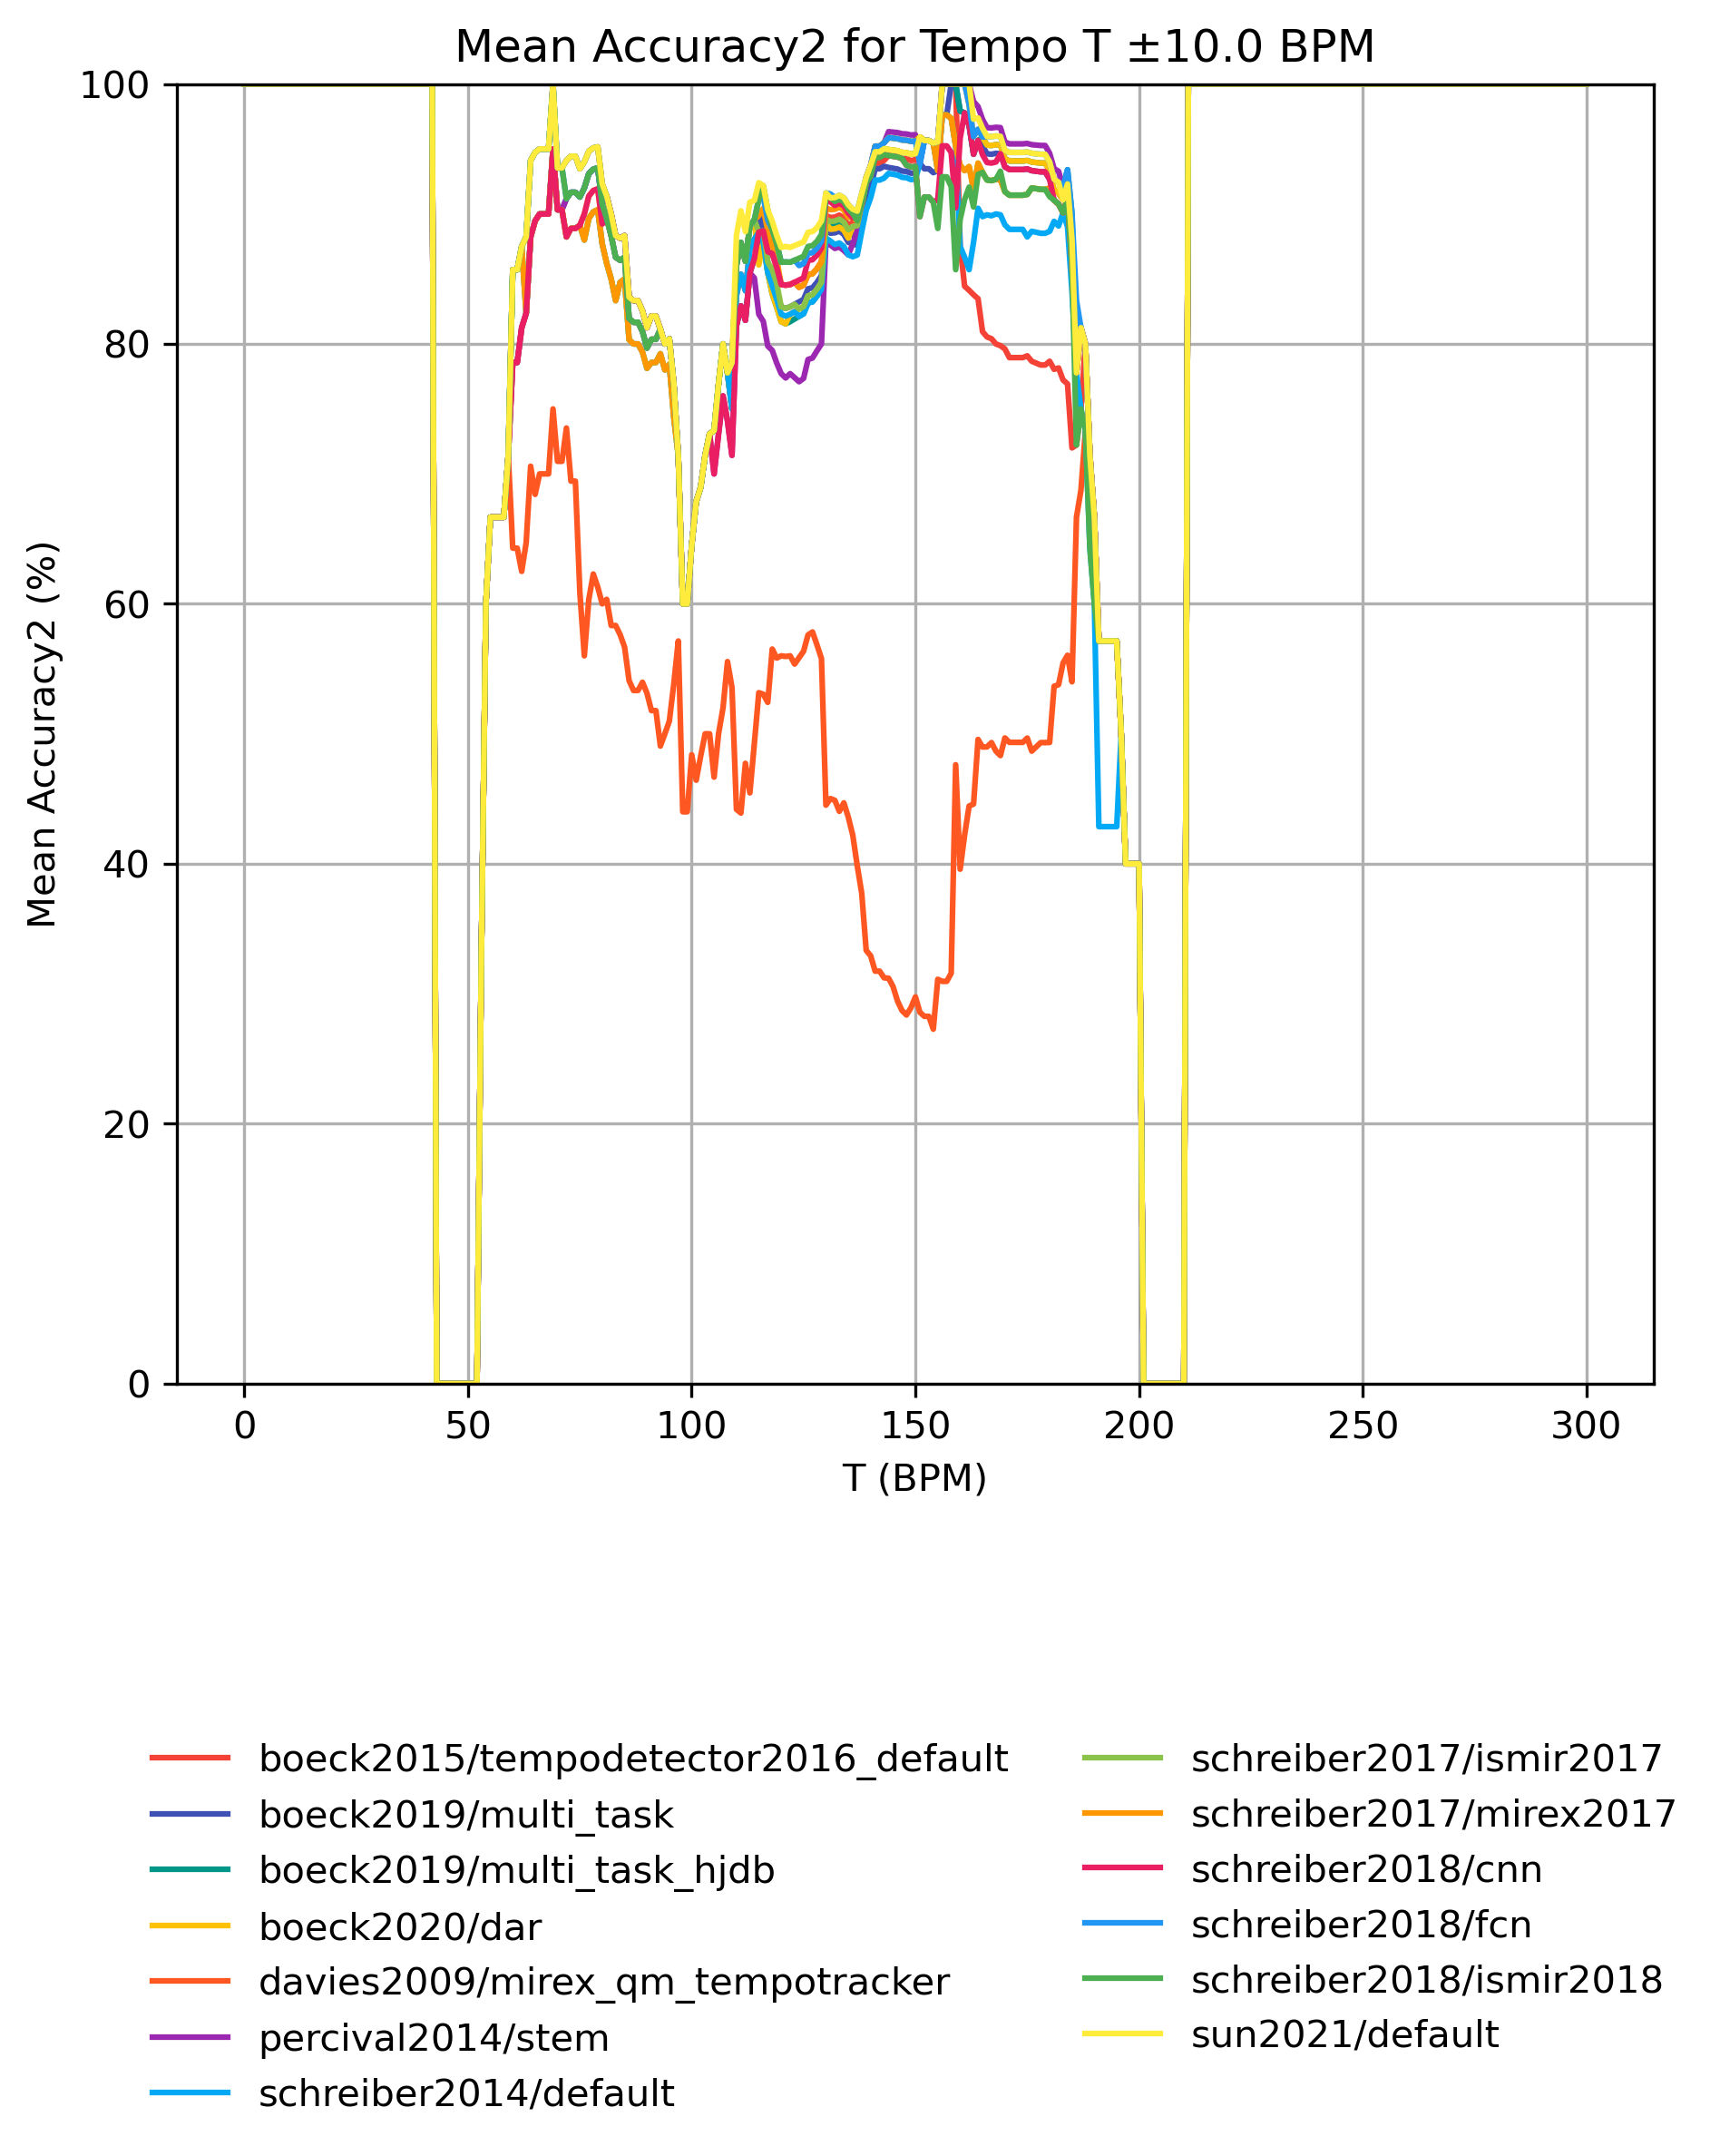 Mean Accuracy2 for Tempo T ±10.0 BPM
100
80
60
40
20
0
Mean Accuracy2 (%)
0 50 100 150 200 250 300
T (BPM)
boeck2015/tempodetector2016_default
boeck2019/multi_task
boeck2019/multi_task_hjdb
boeck2020/dar
davies2009/mirex_qm_tempotracker
percival2014/stem
schreiber2014/default
schreiber2017/ismir2017
schreiber2017/mirex2017
schreiber2018/cnn
schreiber2018/fcn
schreiber2018/ismir2018
sun2021/default